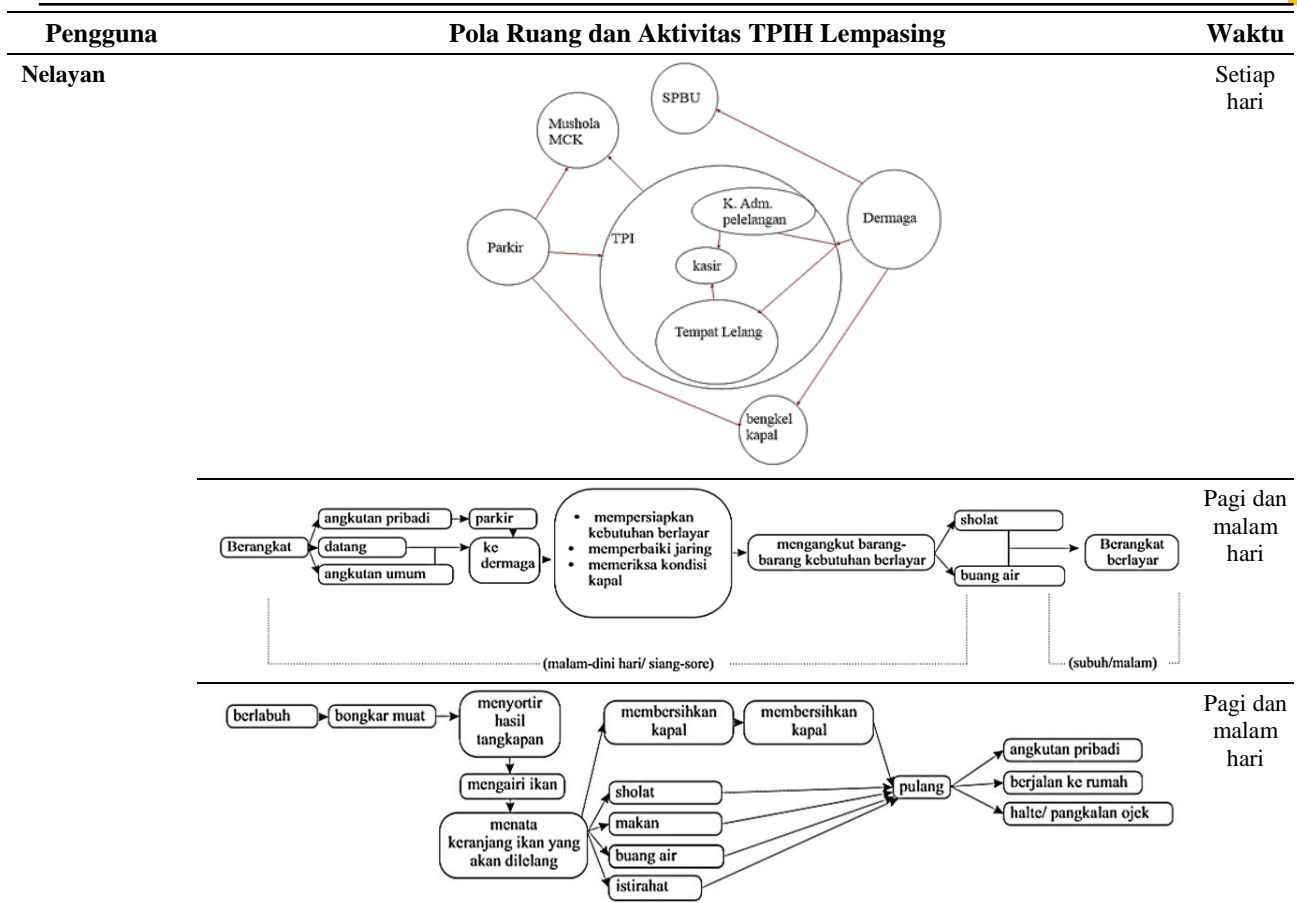 Pengguna Pola Ruang dan Aktivitas TPIH Lempasing Waktu
Nelayan
Setiap
hari
SPBU
Mushola
MCK
K. Adm.
pelelangan
Dermaga
Parkir
TPI
kasir
Tempat Lelang
bengkel
kapal
Pagi dan
malam
hari
Berangkat
angkutan pribadi
parkir
datang
angkutan umum
ke
dermaga
• mempersiapkan
kebutuhan berlayar
• memperbaiki jaring
• memeriksa kondisi
kapal
mengangkut barang-
barang kebutuhan berlayar
sholat
buang air
Berangkat
berlayar
(malam-dini hari/ siang-sore)
(subuh/malam)
Pagi dan
malam
hari
berlabuh
bongkar muat
menyortir
hasil
tangkapan
mengairi ikan
menata
keranjang ikan yang
akan dilelang
membersihkan
kapal
membersihkan
kapal
sholat
makan
buang air
istirahat
pulang
angkutan pribadi
berjalan ke rumah
halte/ pangkalan ojek